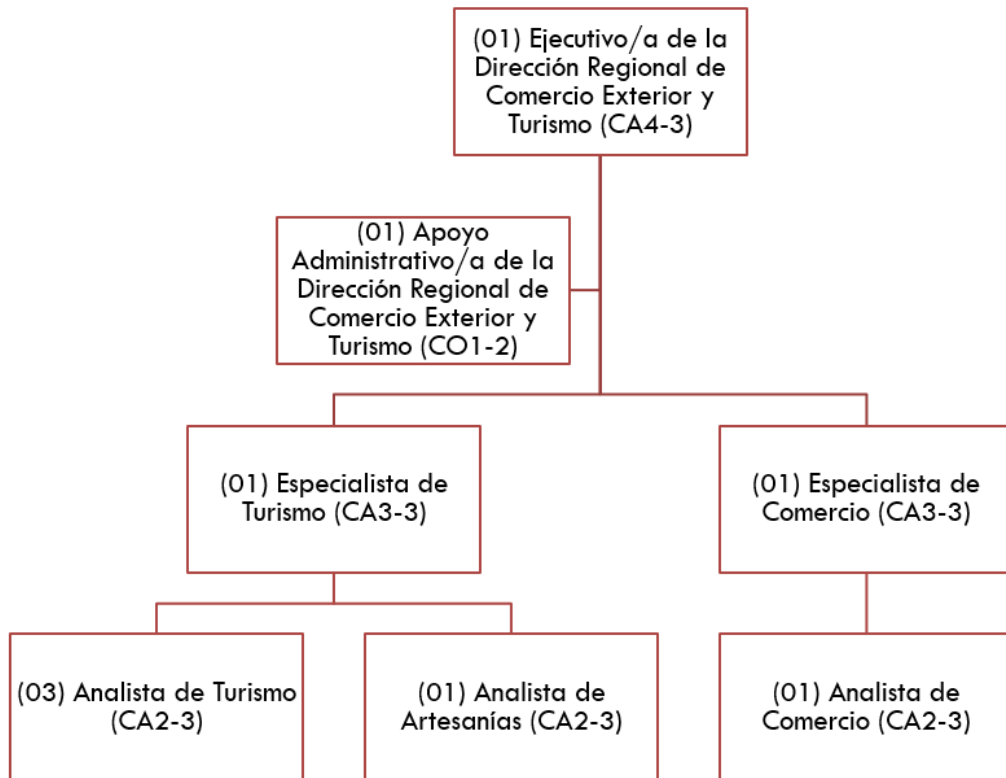 (01) Ejecutivo/a de la
Dirección Regional de
Comercio Exterior y
Turismo (CA4-3)
(01) Apoyo
Administrativo/a de la
Dirección Regional de
Comercio Exterior y
Turismo (CO1-2)
(01) Especialista de
Turismo (CA3-3)
(01) Especialista de
Comercio (CA3-3)
(03) Analista de Turismo
(CA2-3)
(01) Analista de
Artesanías (CA2-3)
(01) Analista de
Comercio (CA2-3)